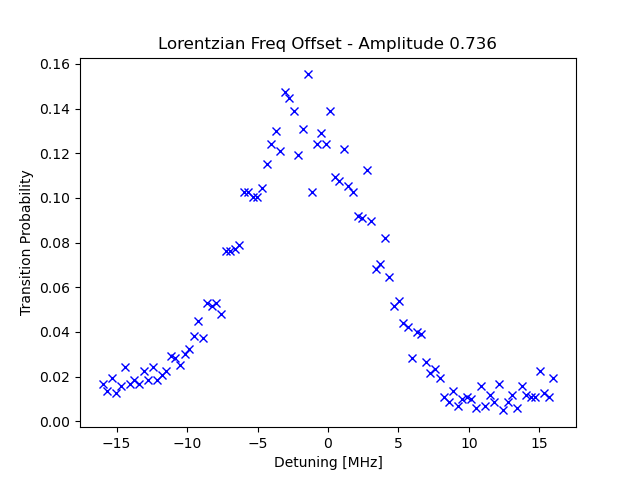 Lorentzian Freq Offset - Amplitude 0.736
0.16
0.14
0.12
0.10
0.08
0.06
0.04
0.02
0.00
Transition Probability
−15 −10 −5 0 5 10 15
Detuning [MHz]